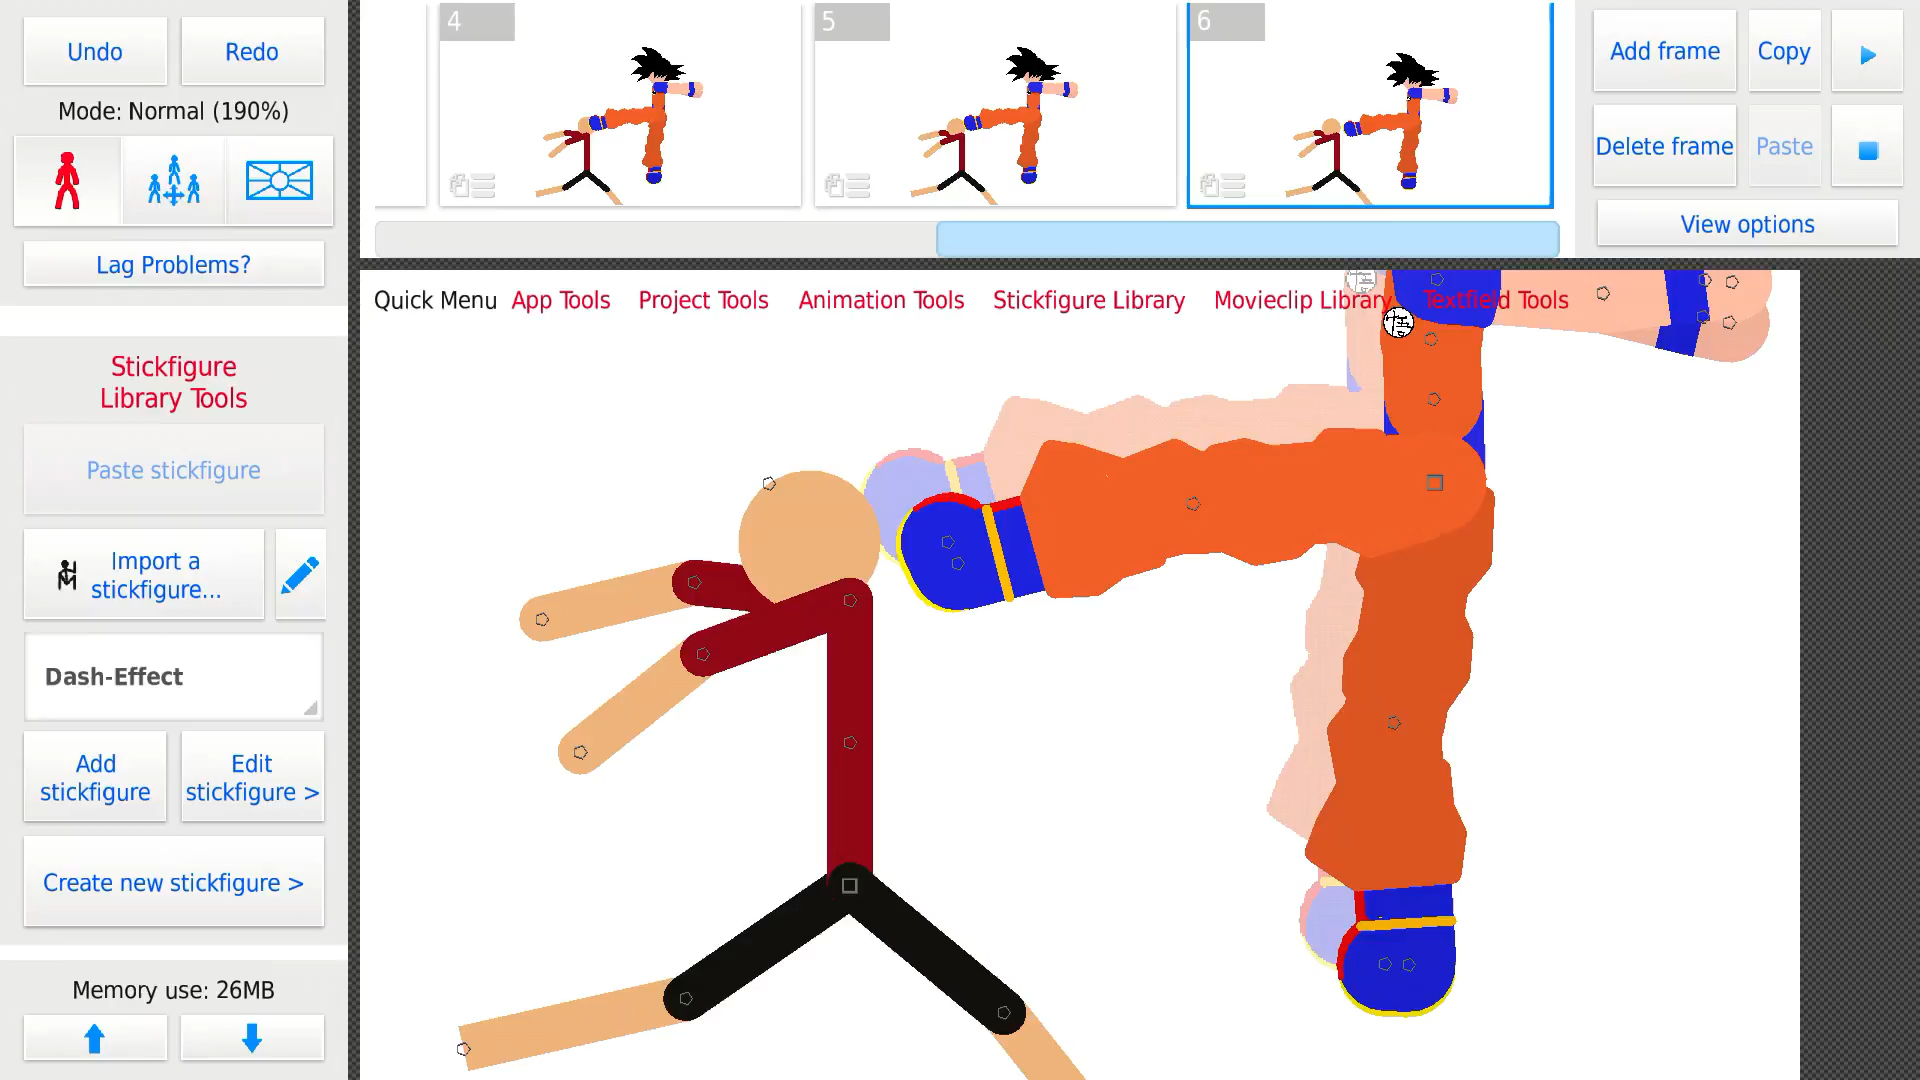 Undo
Redo
Mode: Normal (190%)
Lag Problems?
4
5
6
Add frame
Copy
Delete frame
Paste
View options
Quick Menu
App Tools
Project Tools
Animation Tools
Stickfigure Library
Movieclip Library
Textfield Tools
悟
悟
Stickfigure
Library Tools
Paste stickfigure
Import a
stickfigure...
Dash-Effect
Add
stickfigure
Edit
stickfigure >
Create new stickfigure >
Memory use: 26MB